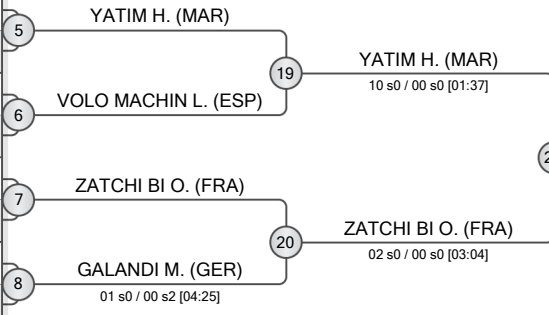 5
YATIM H. (MAR)
19
YATIM H. (MAR)
10 s0 / 00 s0 [01:37]
6
VOLO MACHIN L. (ESP)
7
ZATCHI BI O. (FRA)
20
ZATCHI BI O. (FRA)
02 s0 / 00 s0 [03:04]
8
GALANDI M. (GER)
01 s0 / 00 s2 [04:25]